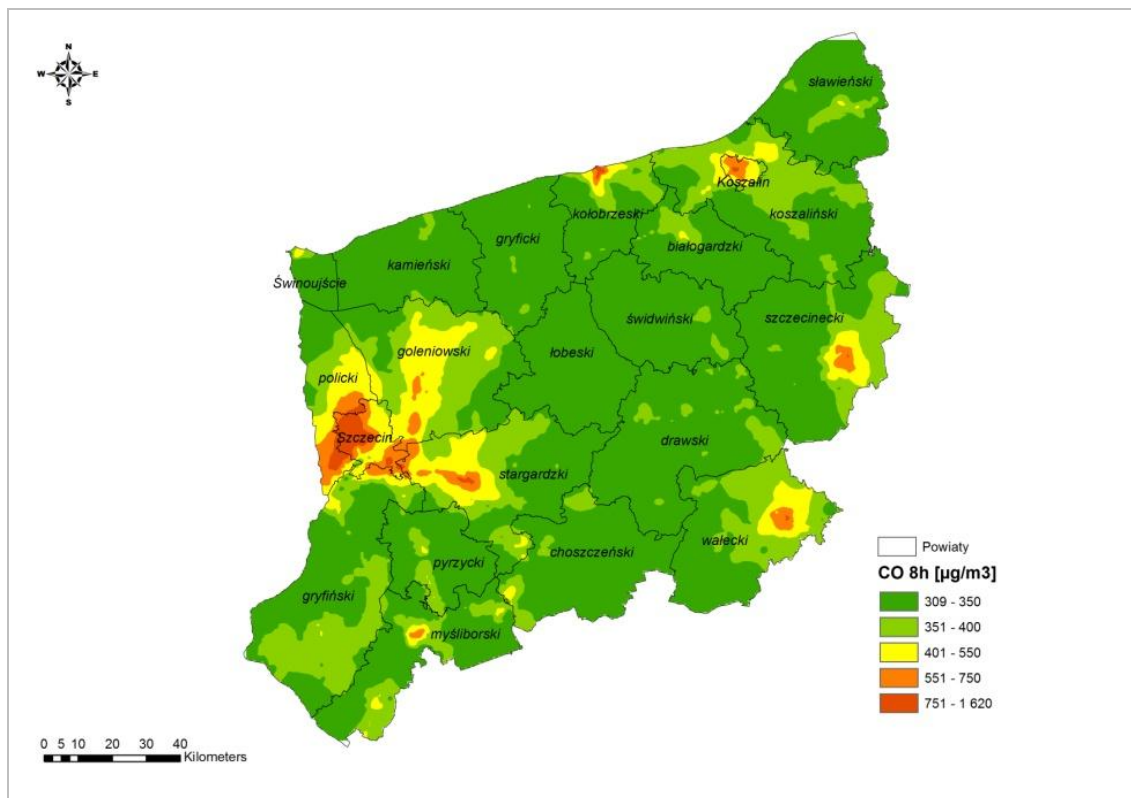 N
W E
S
sławieński
Koszalin
kołobrzeski
koszaliński
gryficki
białogardzki
kamieński
Świnoujście
świdwiński
szczecinecki
goleniowski
łobeski
policki
Szczecin
drawski
stargardzki
wałecki
choszczeński
pyrzycki
gryfiński
myśliborski
Powiaty
CO 8h [µg/m3]
309 - 350
351 - 400
401 - 550
551 - 750
751 - 1 620
0 5 10 20 30 40
Kilometers